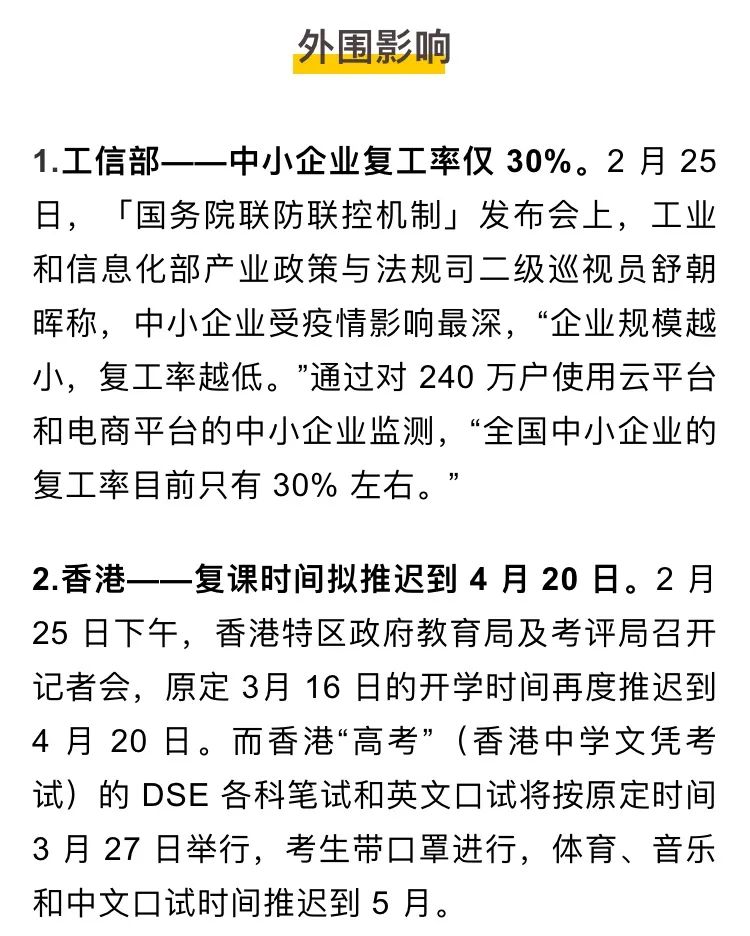 外围影响
1.工信部——中小企业复工率仅 30%。2 月 25
日，「国务院联防联控机制」发布会上，工业
和信息化部产业政策与法规司二级巡视员舒朝
晖称，中小企业受疫情影响最深，“企业规模越
小，复工率越低。”通过对 240 万户使用云平台
和电商平台的中小企业监测，“全国中小企业的
复工率目前只有 30% 左右。”
2.香港——复课时间拟推迟到 4 月 20 日。2 月
25 日下午，香港特区政府教育局及考评局召开
记者会，原定 3月 16 日的开学时间再度推迟到
4 月 20 日。而香港“高考”（香港中学文凭考
试）的 DSE 各科笔试和英文口试将按原定时间
3 月 27 日举行，考生带口罩进行，体育、音乐
和中文口试时间推迟到 5 月。